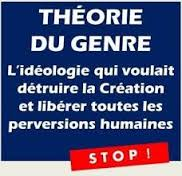 THÉORIE
DU GENRE
L'idéologie qui voulait
détruire la Création
et libérer toutes les
perversions humaines
STOP !